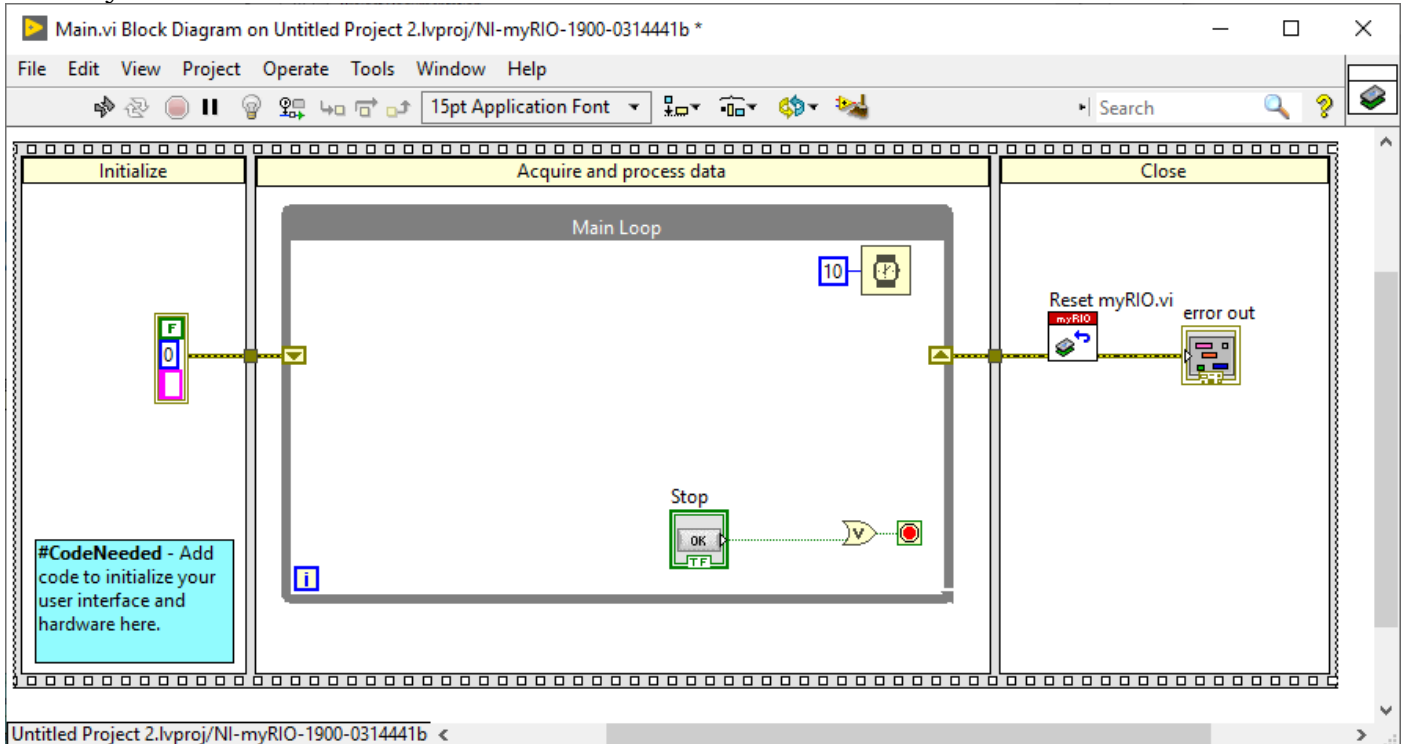 Main.vi Block Diagram on Untitled Project 2.lvproj/NI-myRIO-1900-0314441b *
File Edit View Project Operate Tools Window Help
15pt Application Font
Search
Initialize
Acquire and process data
Close
Main Loop
10
Reset myRIO.vi
myRIO
error out
F
0
Stop
OK
TF
V
i
#CodeNeeded - Add
code to initialize your
user interface and
hardware here.
Untitled Project 2.lvproj/NI-myRIO-1900-0314441b